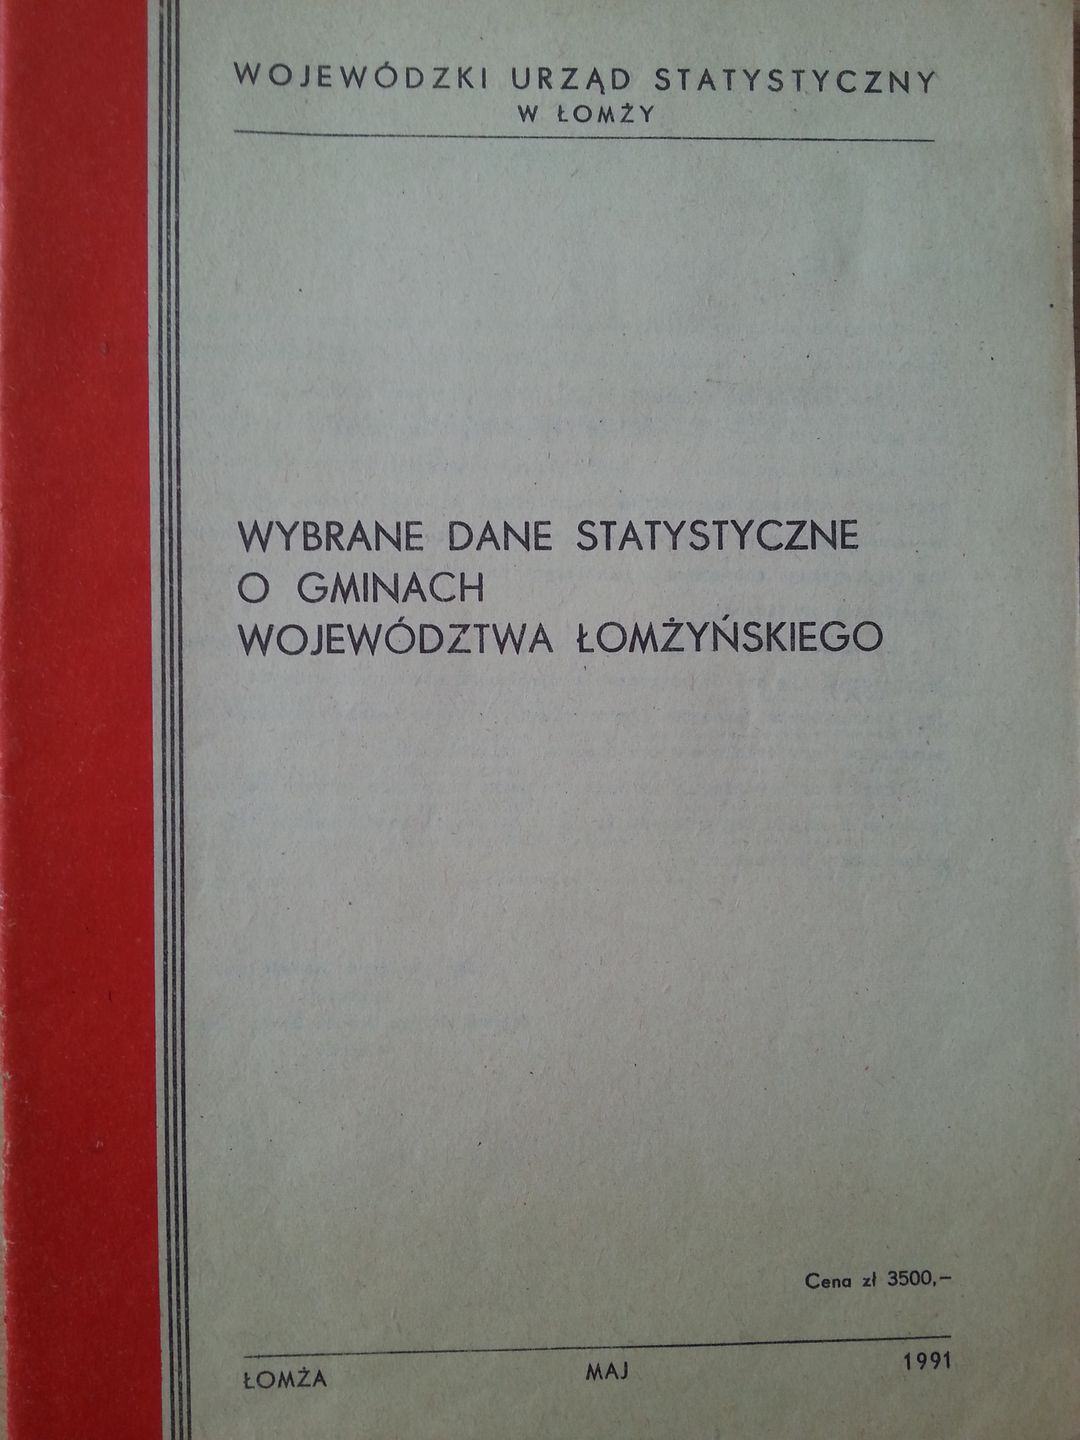 WOJEWÓDZKI URZĄD STATYSTYCZNY
W ŁOMŻY
WYBRANE DANE STATYSTYCZNE
O GMINACH
WOJEWÓDZTWA ŁOMŻYŃSKIEGO
Cena zł 3500,–
ŁOMŻA MAJ 1991